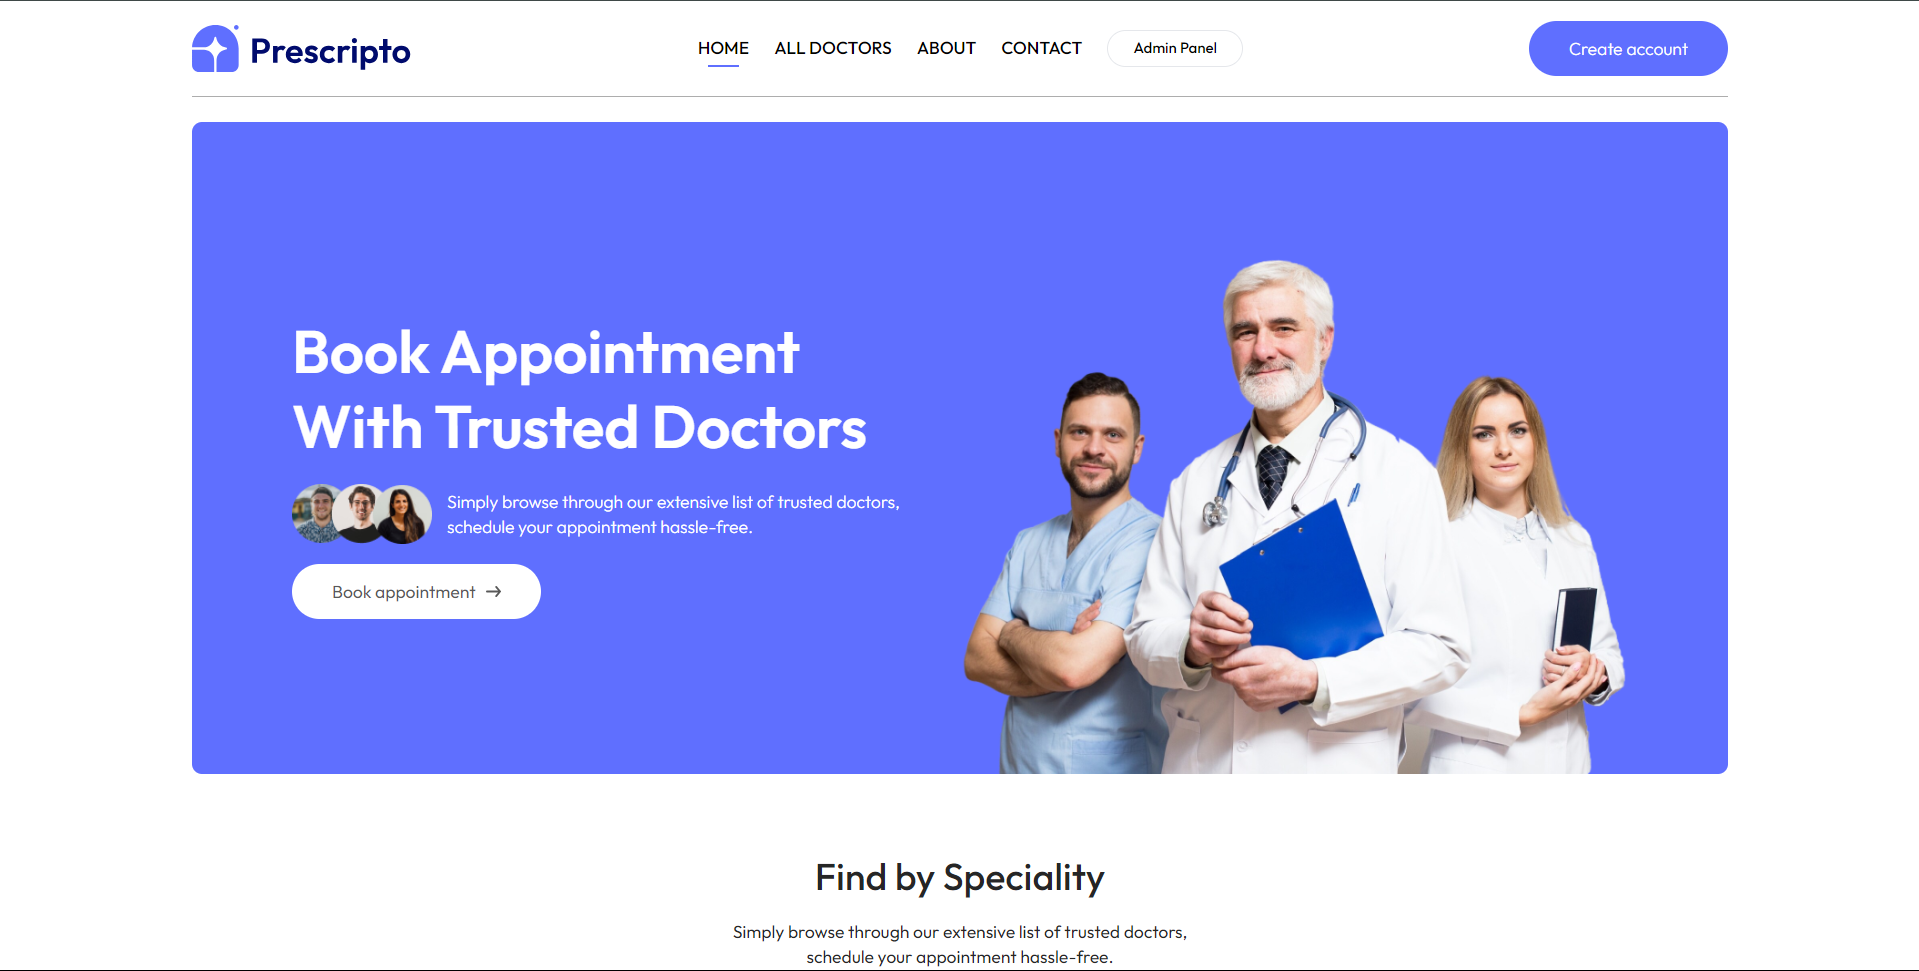 Prescripto
HOME
ALL DOCTORS
ABOUT
CONTACT
Admin Panel
Create account
Book Appointment
With Trusted Doctors
Simply browse through our extensive list of trusted doctors,
schedule your appointment hassle-free.
Book appointment →
Find by Speciality
Simply browse through our extensive list of trusted doctors,
schedule your appointment hassle-free.